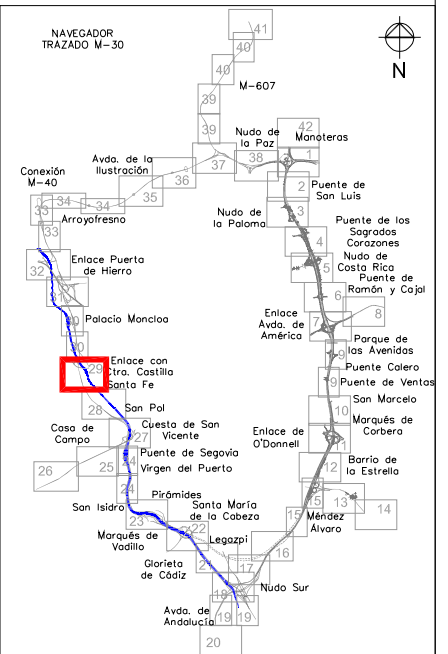 NAVEGADOR
TRAZADO M-30
N
41
40
40
M-607
39
39
42
Nudo de
la Paz
Manoteras
1
Avda. de la
Ilustración
37
38
36
35
Conexión
M-40
34
34
33
Arroyofresno
33
2
Puente de
San Luis
Nudo de
la Paloma
3
Puente de los
Sagrados
Corazones
4
Nudo de
Costa Rica
5
Enlace Puerta
de Hierro
32
Puente de
Ramón y Cajal
6
8
Enlace
Avda. de
América
7
Palacio Moncloa
Parque de
las Avenidas
9
Puente Calero
Enlace con
Ctra. Castilla
29
Santa Fe
9
Puente de Ventas
San Marcelo
10
28
San Pol
Marqués de
Corbera
Casa de
Campo
Cuesta de San
Vicente
27
Enlace de
O'Donnell
11
Puente de Segovia
24
Virgen del Puerto
25
26
Barrio de
la Estrella
12
24
Pirámides
15
13
14
San Isidro
23
Santa María
de la Cabeza
22
15
Méndez
Álvaro
Marqués de
Vadillo
Legazpi
16
Glorieta
de Cádiz
21
17
18
Nudo Sur
Avda. de
Andalucía
19
19
20